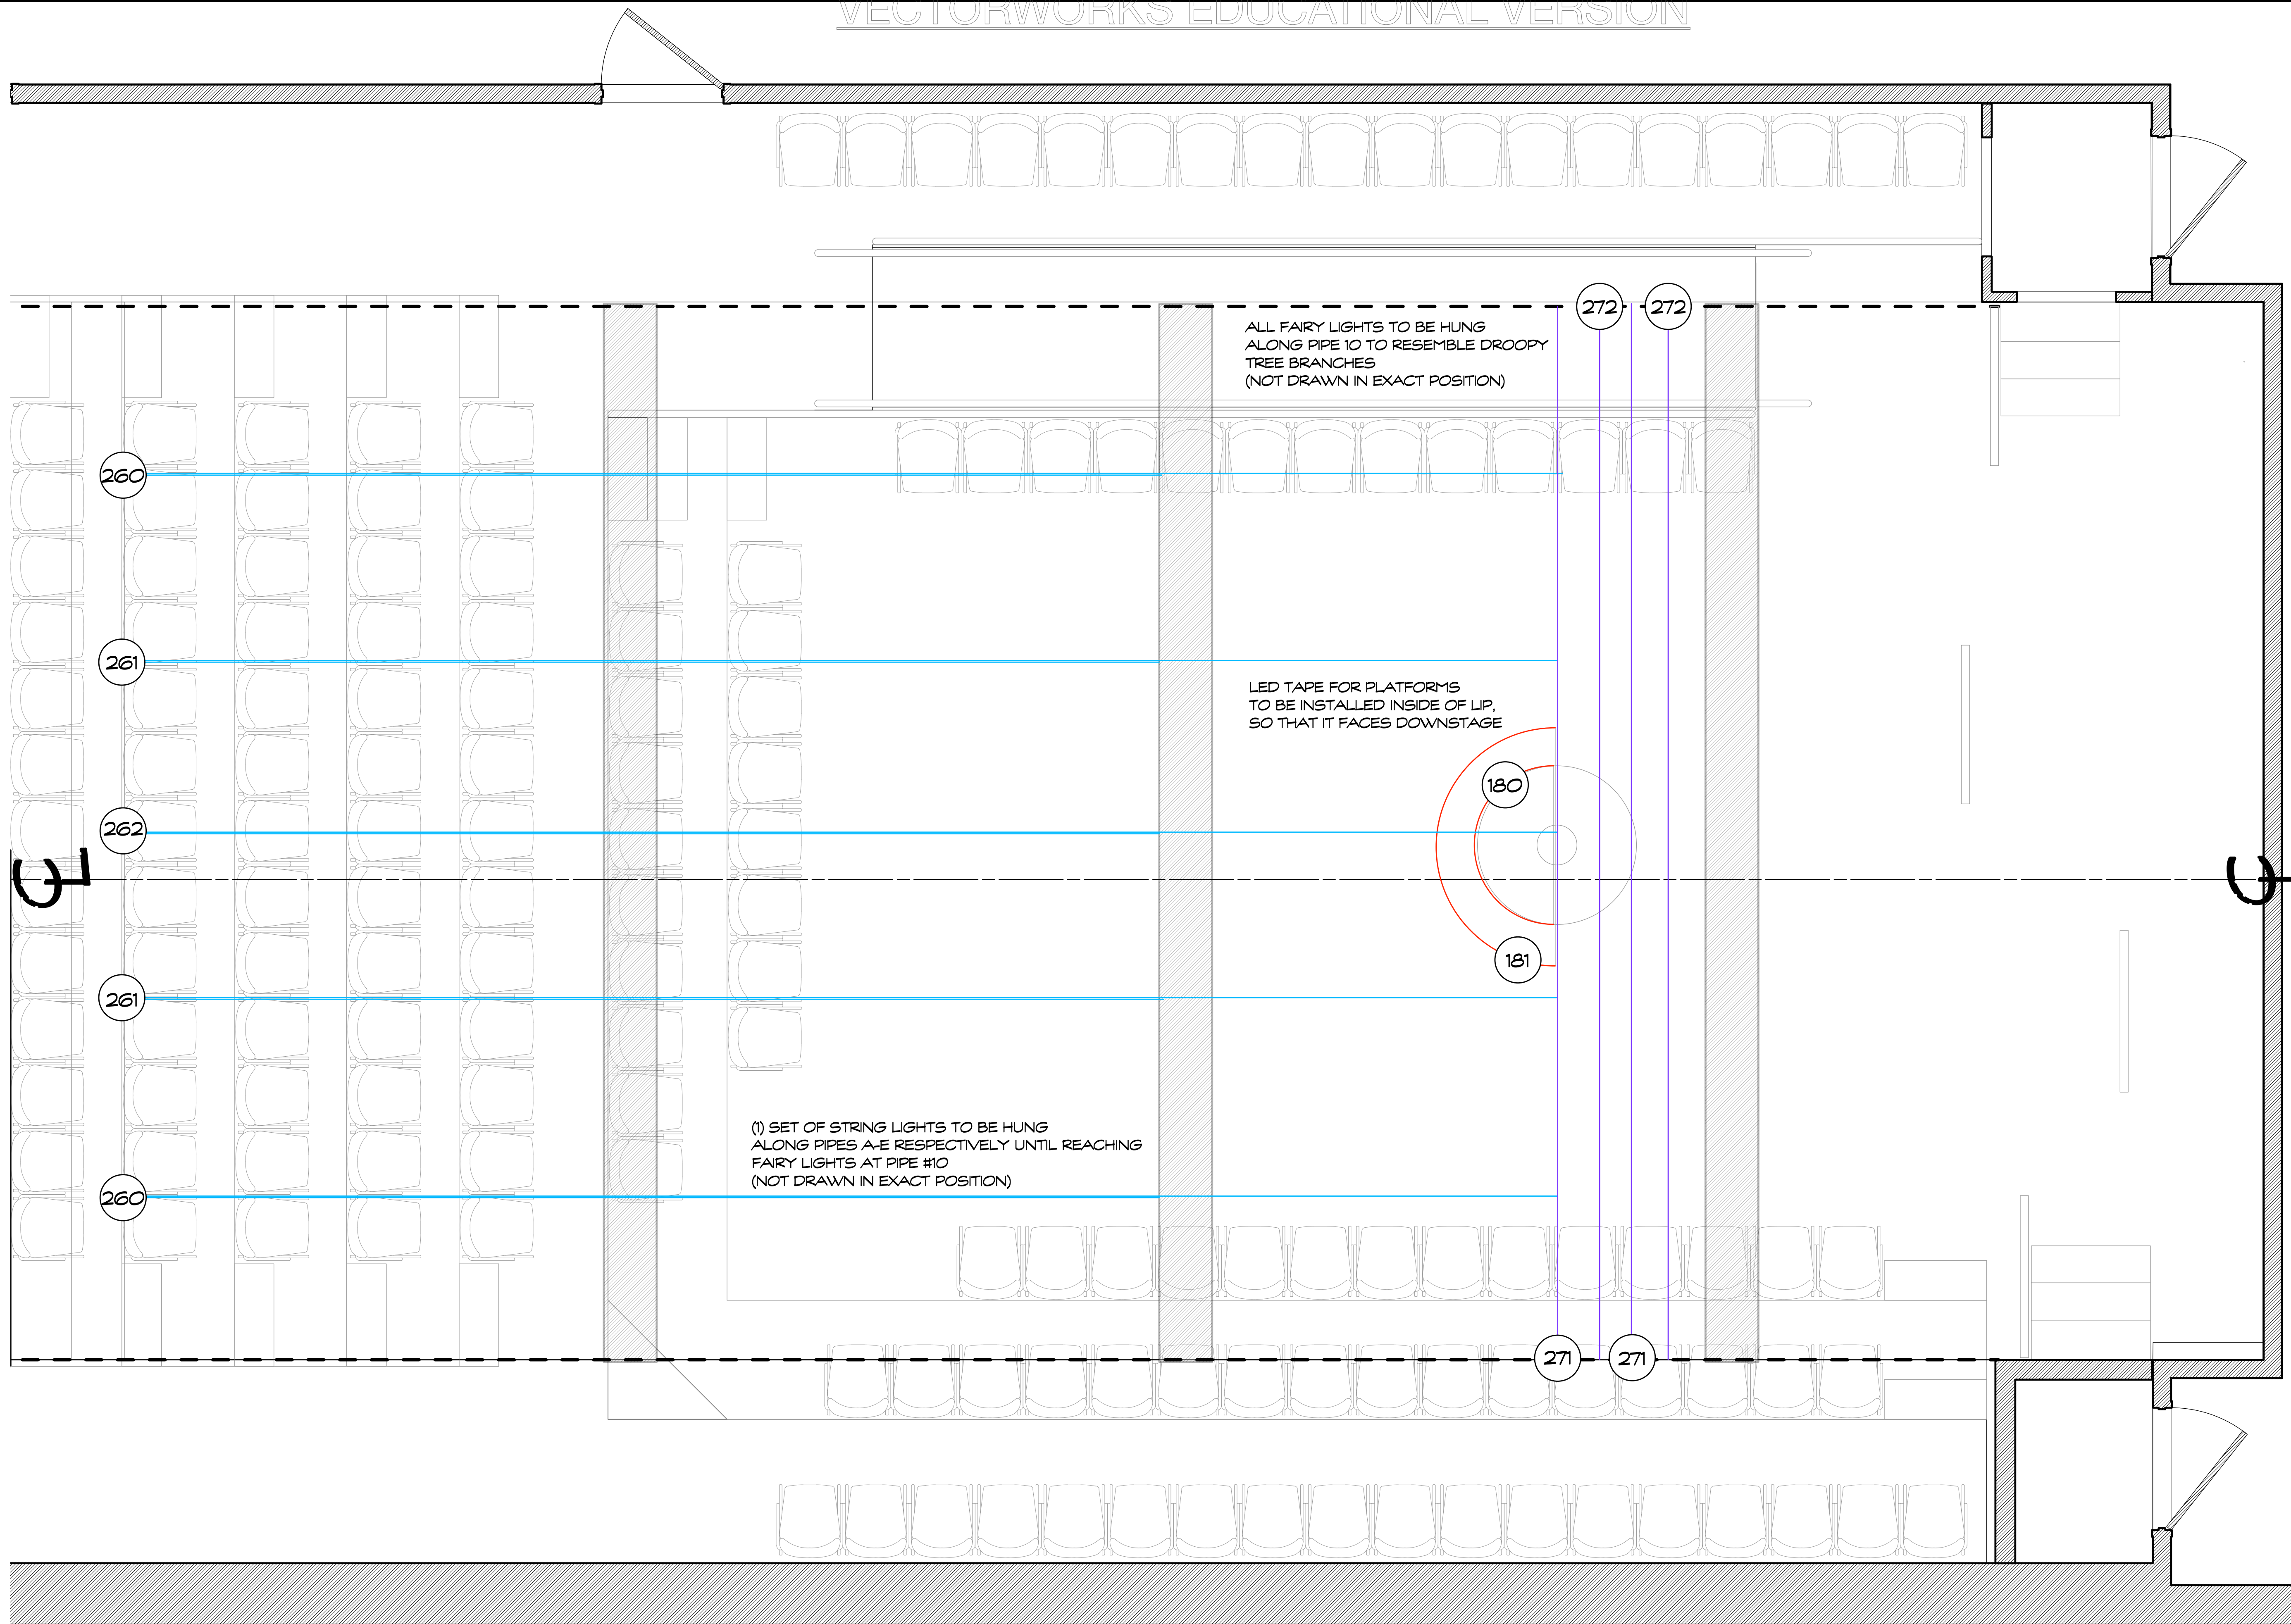 VECTORWORKS EDUCATIONAL VERSION
272
272
ALL FAIRY LIGHTS TO BE HUNG
ALONG PIPE 10 TO RESEMBLE DROOPY
TREE BRANCHES
(NOT DRAWN IN EXACT POSITION)
260
261
LED TAPE FOR PLATFORMS
TO BE INSTALLED INSIDE OF LIP,
SO THAT IT FACES DOWNSTAGE
180
262
CL
C
181
261
(1) SET OF STRING LIGHTS TO BE HUNG
ALONG PIPES A-E RESPECTIVELY UNTIL REACHING
FAIRY LIGHTS AT PIPE #10
(NOT DRAWN IN EXACT POSITION)
260
271
271